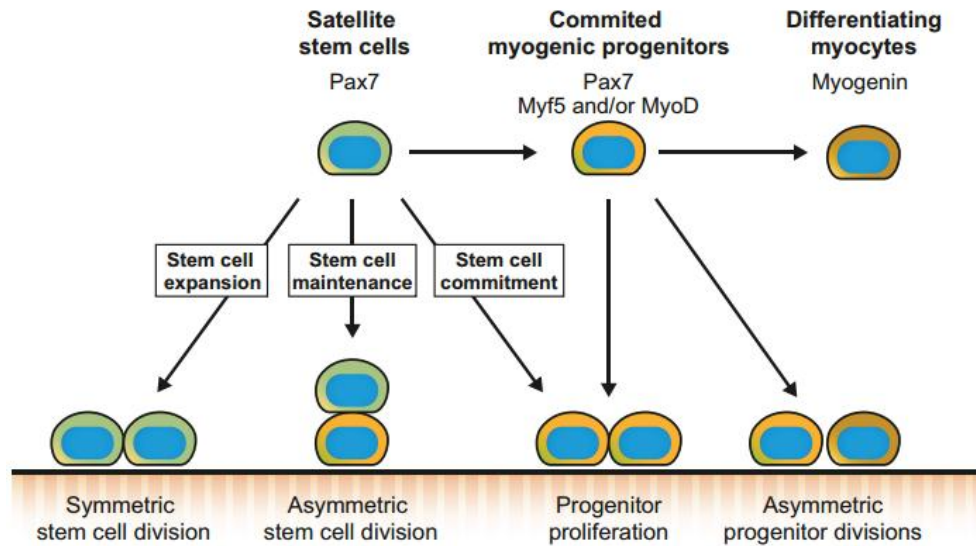 Satellite
stem cells
Pax7
Commited
myogenic progenitors
Pax7
Myf5 and/or MyoD
Differentiating
myocytes
Myogenin
Stem cell
expansion
Stem cell
maintenance
Stem cell
commitment
Symmetric
stem cell division
Asymmetric
stem cell division
Progenitor
proliferation
Asymmetric
progenitor divisions